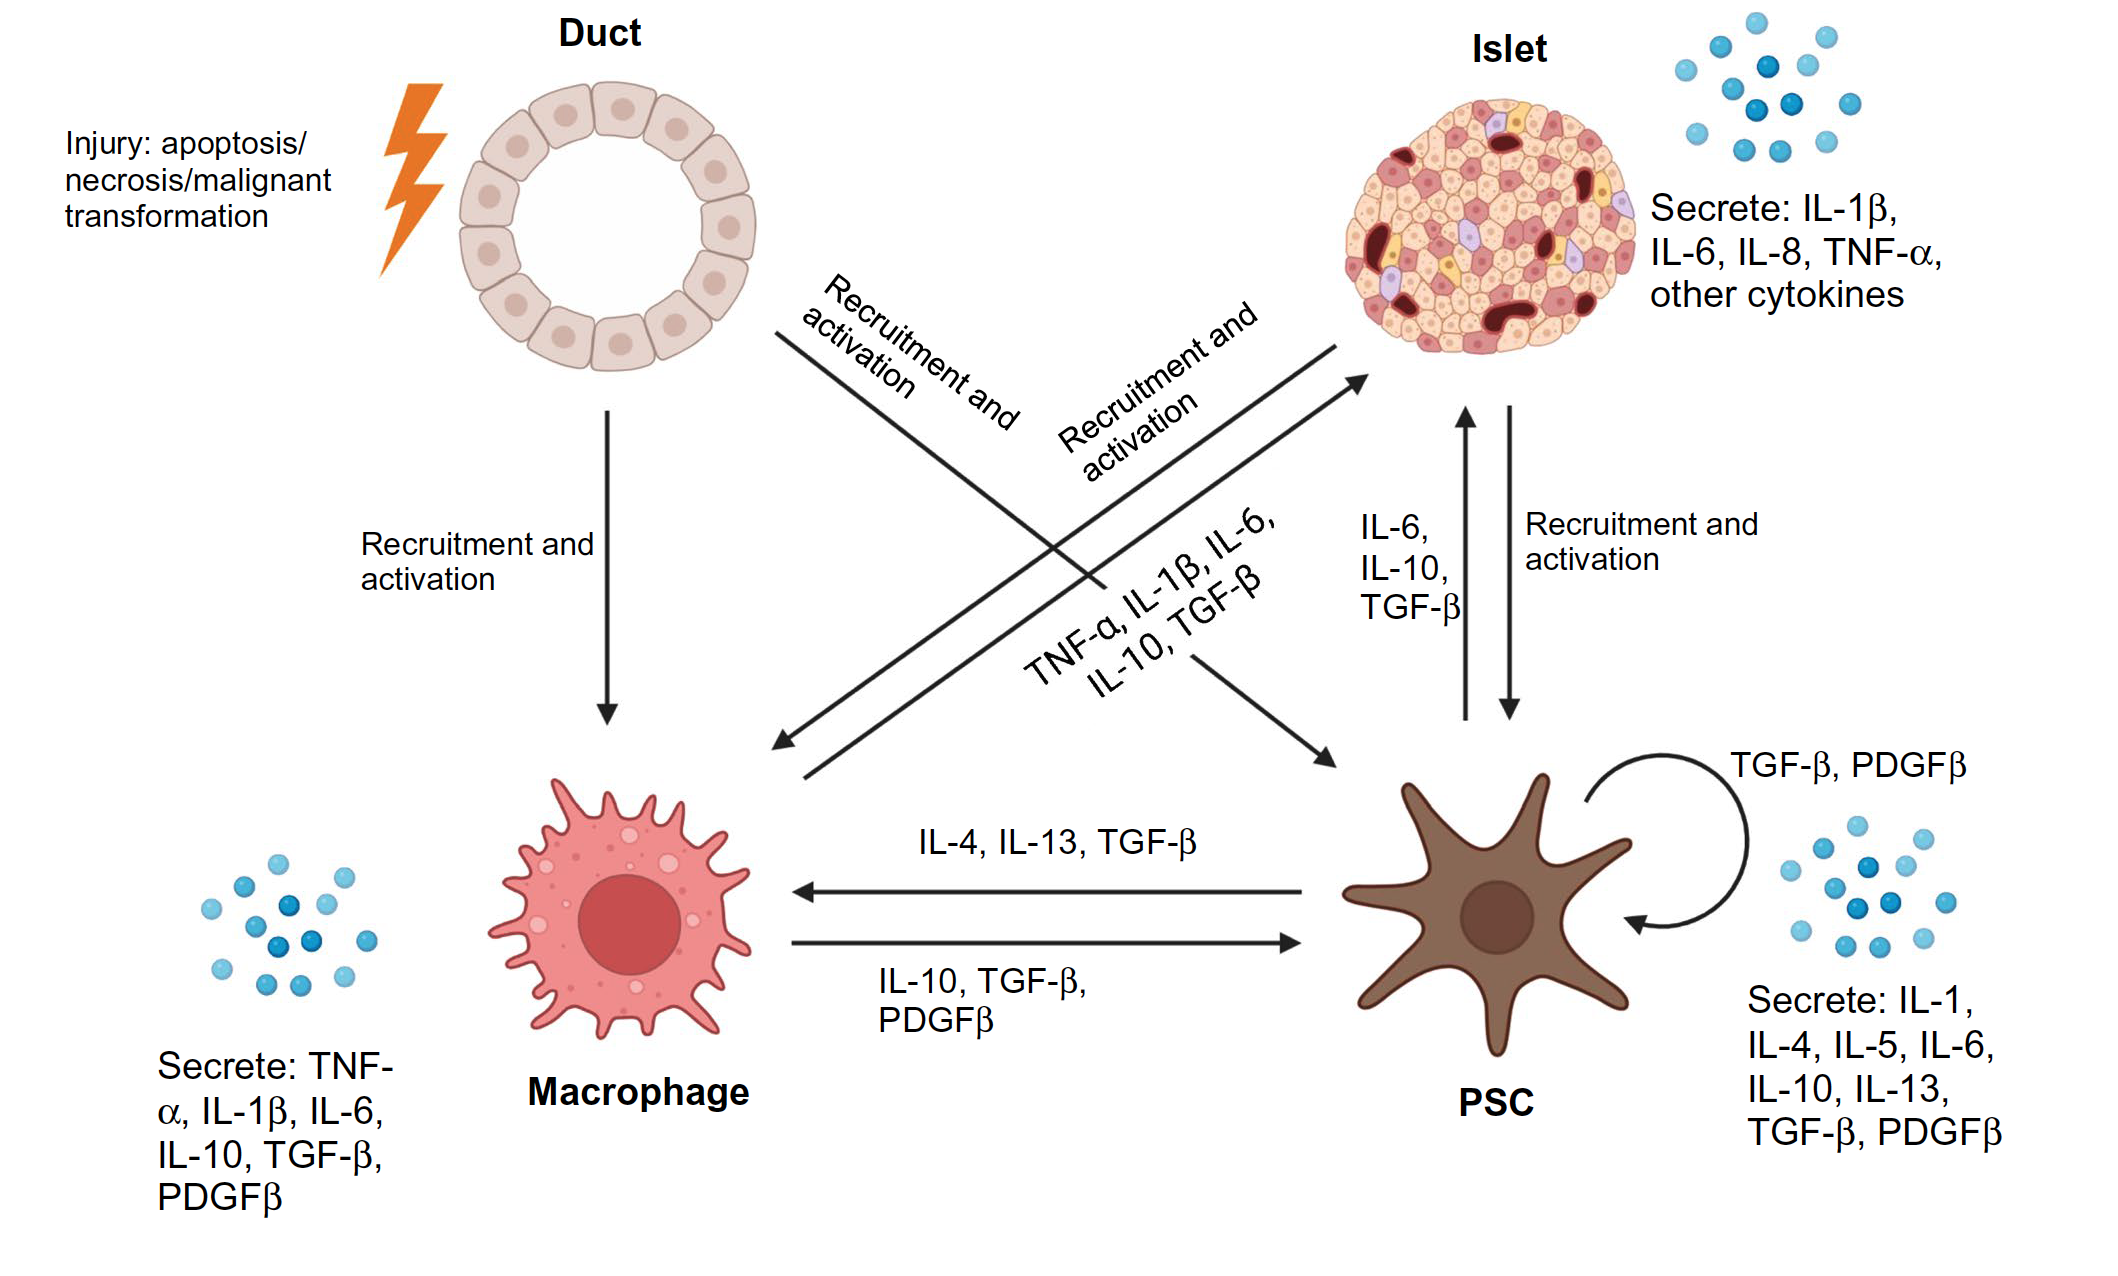 Duct
Islet
Injury: apoptosis/
necrosis/malignant
transformation
Secrete: IL-1β,
IL-6, IL-8, TNF-α,
other cytokines
Recruitment and
activation
Recruitment and
activation
Recruitment and
activation
TNF-α, IL-1β, IL-6,
IL-10, TGF-β
IL-6,
IL-10,
TGF-β
Recruitment and
activation
TGF-β, PDGFβ
IL-4, IL-13, TGF-β
IL-10, TGF-β,
PDGFβ
Secrete: TNF-
α, IL-1β, IL-6,
IL-10, TGF-β,
PDGFβ
Macrophage
PSC
Secrete: IL-1,
IL-4, IL-5, IL-6,
IL-10, IL-13,
TGF-β, PDGFβ